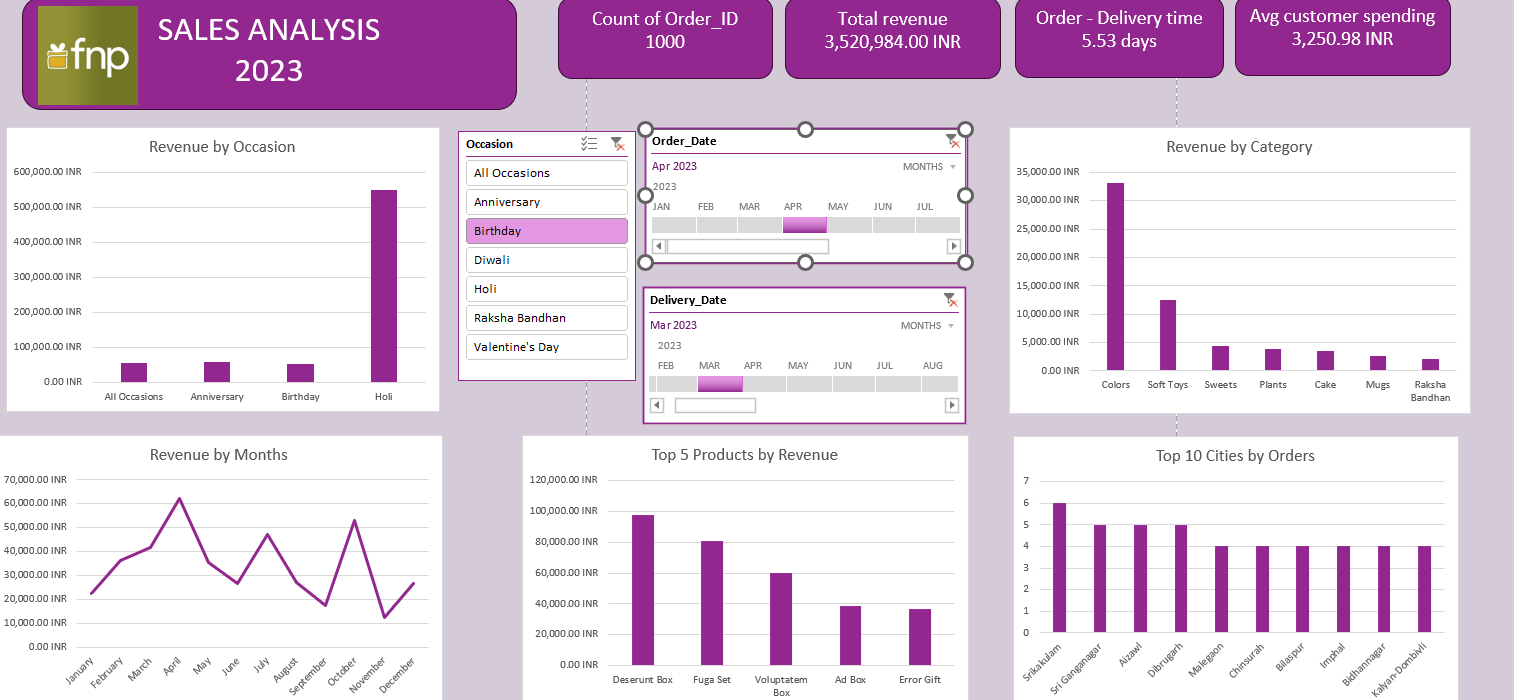 fnp
SALES ANALYSIS
2023
Count of Order_ID
1000
Total revenue
3,520,984.00 INR
Order - Delivery time
5.53 days
Avg customer spending
3,250.98 INR
Revenue by Occasion
600,000.00 INR
500,000.00 INR
400,000.00 INR
300,000.00 INR
200,000.00 INR
100,000.00 INR
0.00 INR
All Occasions Anniversary Birthday Holi
Occasion
All Occasions
Anniversary
Birthday
Diwali
Holi
Raksha Bandhan
Valentine's Day
Order_Date
Apr 2023 MONTHS
2023
JAN FEB MAR APR MAY JUN JUL
Delivery_Date
Mar 2023 MONTHS
2023
FEB MAR APR MAY JUN JUL AUG
Revenue by Category
35,000.00 INR
30,000.00 INR
25,000.00 INR
20,000.00 INR
15,000.00 INR
10,000.00 INR
5,000.00 INR
0.00 INR
Colors Soft Toys Sweets Plants Cake Mugs Raksha
Bandhan
Revenue by Months
70,000.00 INR
60,000.00 INR
50,000.00 INR
40,000.00 INR
30,000.00 INR
20,000.00 INR
10,000.00 INR
0.00 INR
January February March April May June July August September October November December
Top 5 Products by Revenue
120,000.00 INR
100,000.00 INR
80,000.00 INR
60,000.00 INR
40,000.00 INR
20,000.00 INR
0.00 INR
Deserunt Box Fuga Set Voluptatem Ad Box Error Gift
Box
Top 10 Cities by Orders
7
6
5
4
3
2
1
0
Srikakulam Sri Ganganagar Aizawl Dibrugarh Malegaon Chinsurah Bilaspur Imphal Bidhannagar Kalyan-Dombivli